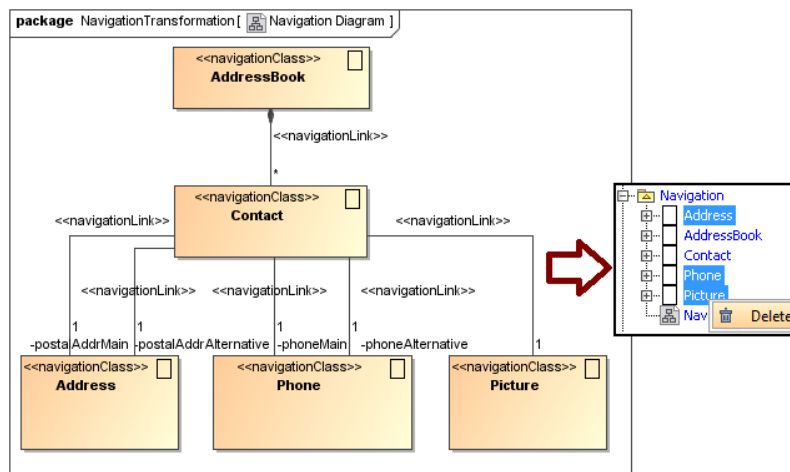 package NavigationTransformation [ Navigation Diagram ]
<<navigationClass>>
AddressBook
<<navigationLink>>
*
<<navigationClass>>
Contact
<<navigationLink>>
<<navigationLink>>
<<navigationLink>>
<<navigationLink>>
<<navigationLink>>
1
1
1
1
1
-postalAddrMain
-postalAddrAlternative
-phoneMain
-phoneAlternative
<<navigationClass>>
Address
<<navigationClass>>
Phone
<<navigationClass>>
Picture
Navigation
Address
AddressBook
Contact
Phone
Picture
Nav
Delete